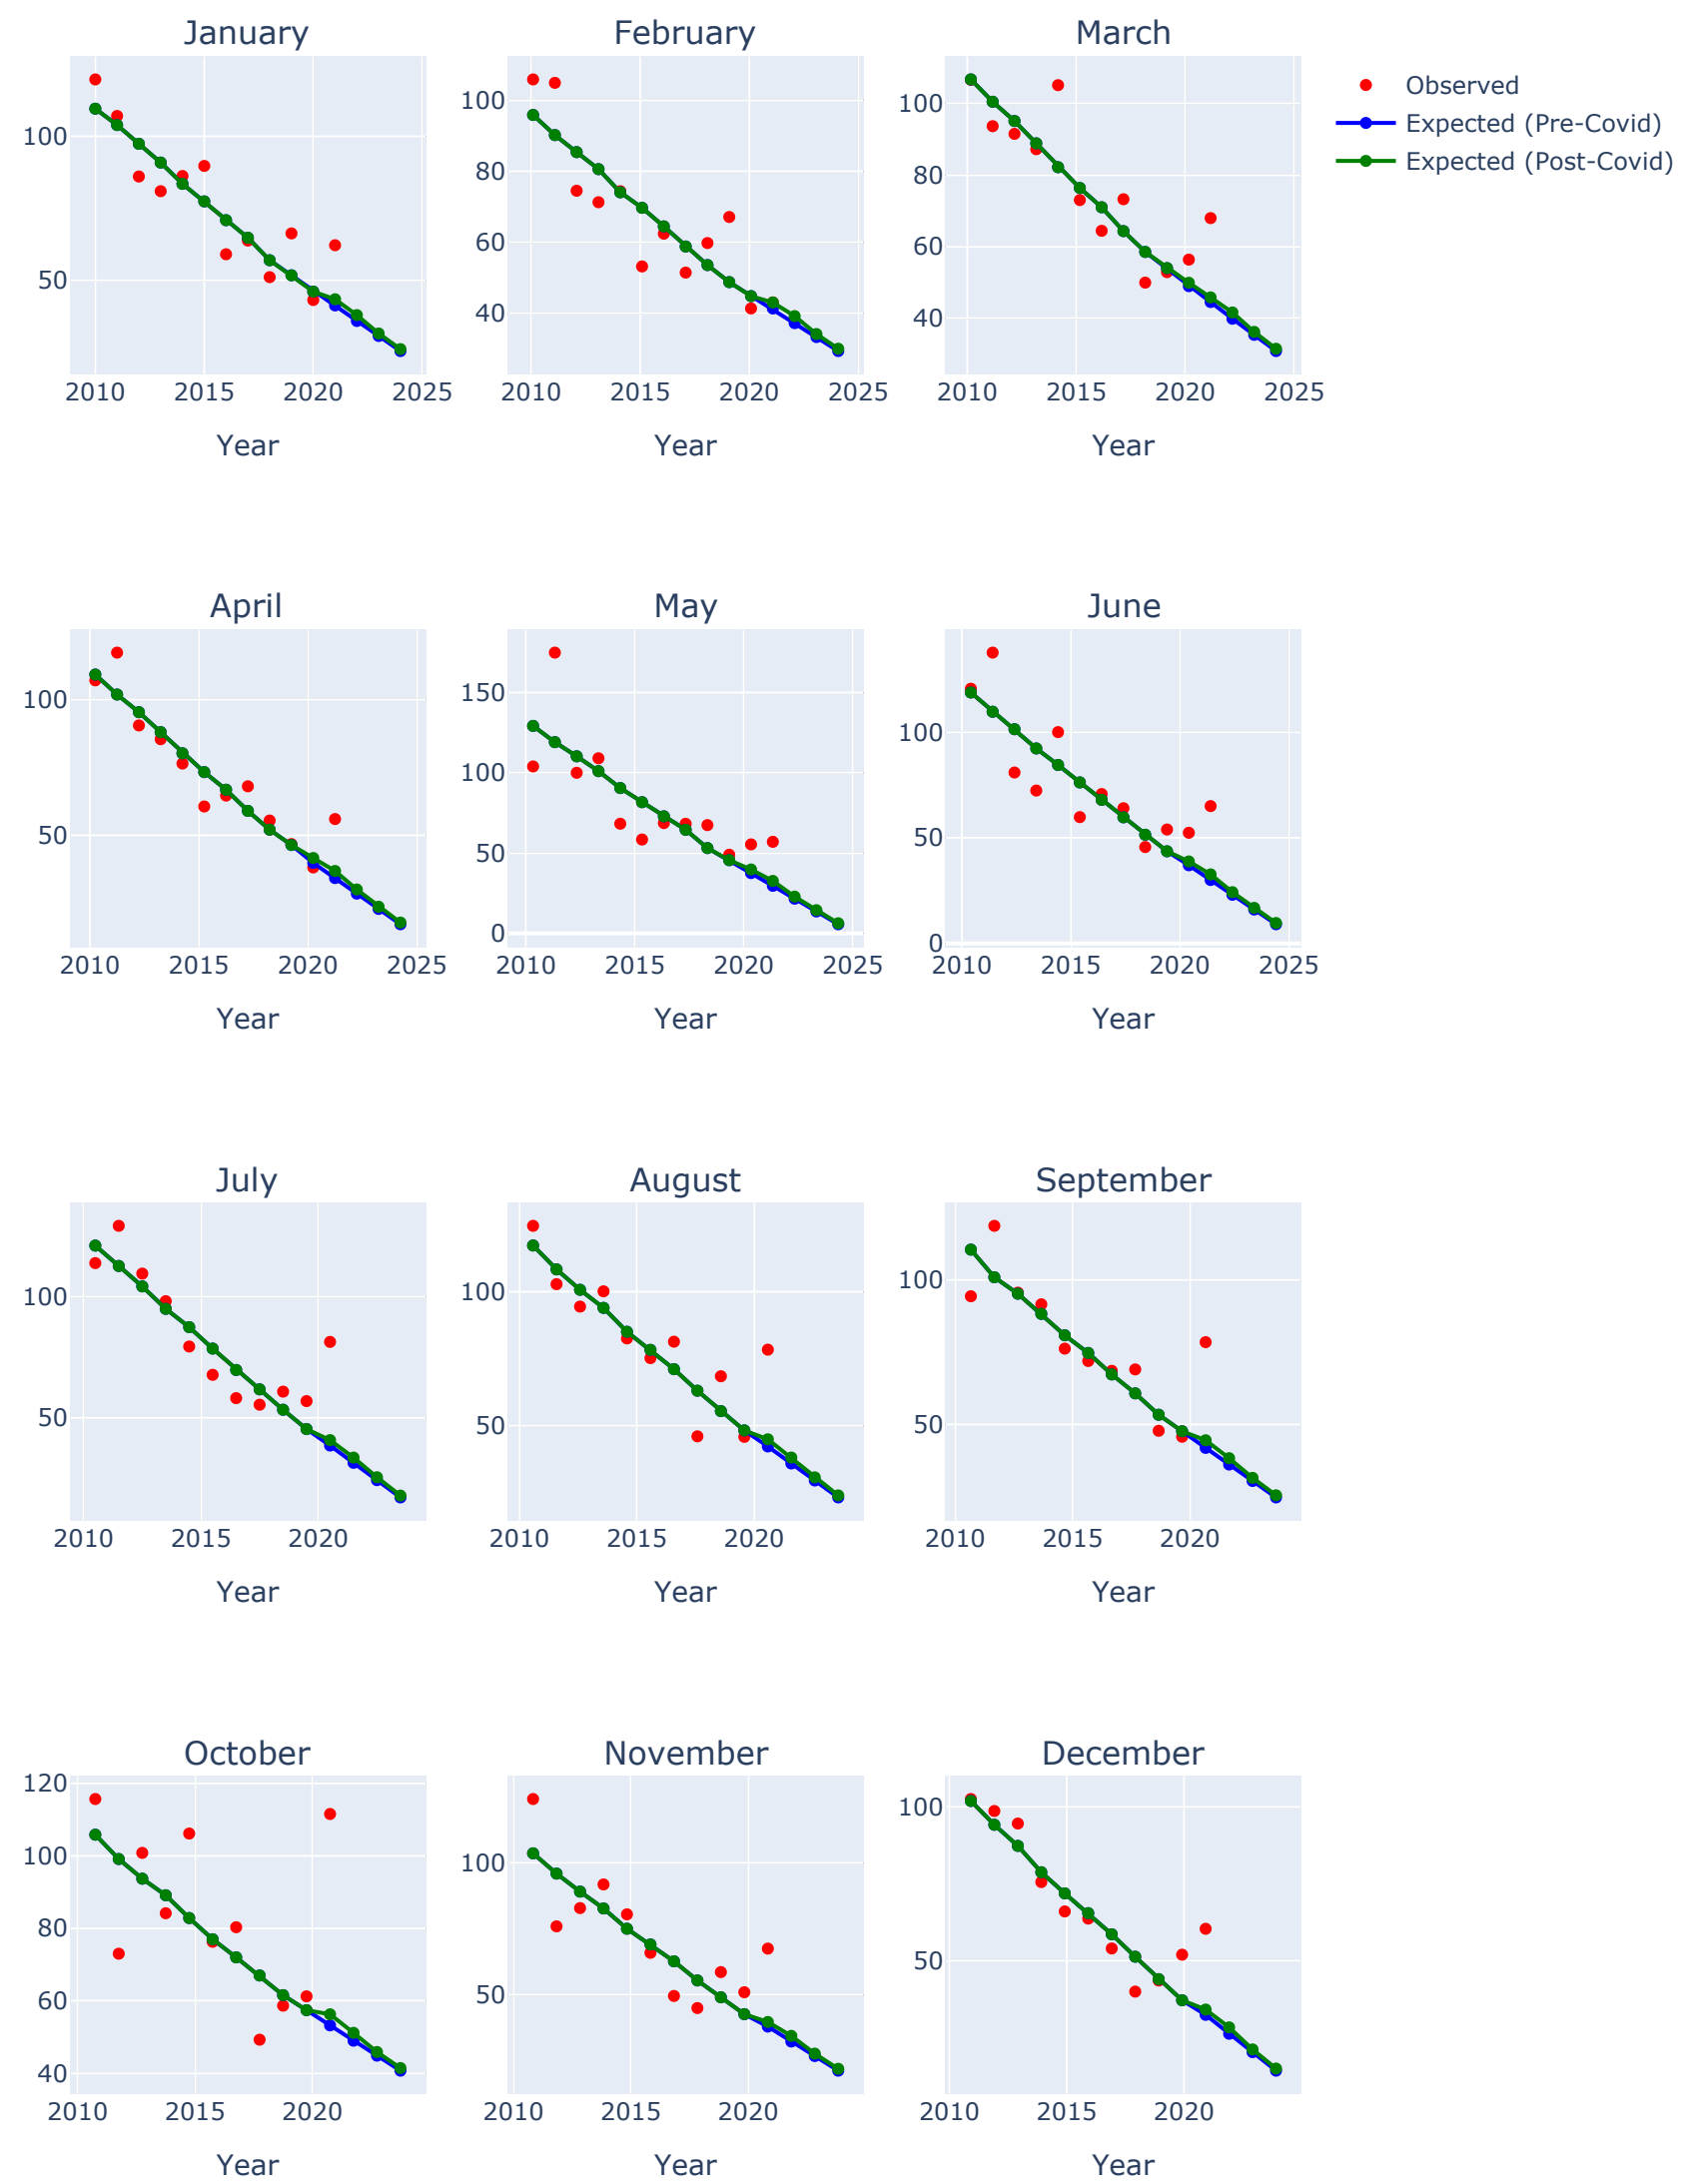 January February March
Observed
Expected (Pre-Covid)
Expected (Post-Covid)
100
50
100
80
60
40
100
80
60
40
2010 2015 2020 2025 2010 2015 2020 2025 2010 2015 2020 2025
Year Year Year
April May June
100
50
150
100
50
0
100
50
0
2010 2015 2020 2025 2010 2015 2020 2025 2010 2015 2020 2025
Year Year Year
July August September
100
50
100
50
100
50
2010 2015 2020 2010 2015 2020 2010 2015 2020
Year Year Year
October November December
120
100
80
60
40
100
50
100
50
2010 2015 2020 2010 2015 2020 2010 2015 2020
Year Year Year